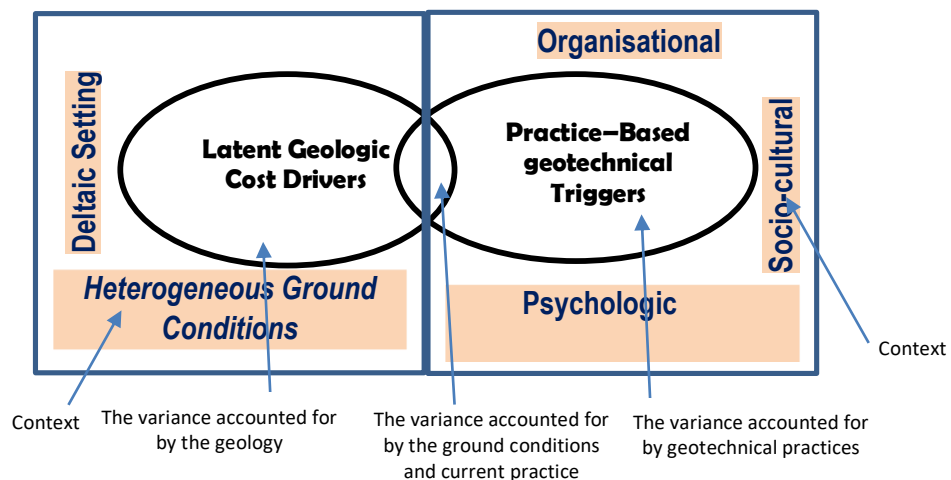 Organisational
Deltaic Setting
Latent Geologic
Cost Drivers
Practice–Based
geotechnical
Triggers
Socio-cultural
Heterogeneous Ground
Conditions
Psychologic
Context
Context
The variance accounted for
by the geology
The variance accounted for
by the ground conditions
and current practice
The variance accounted for
by geotechnical practices